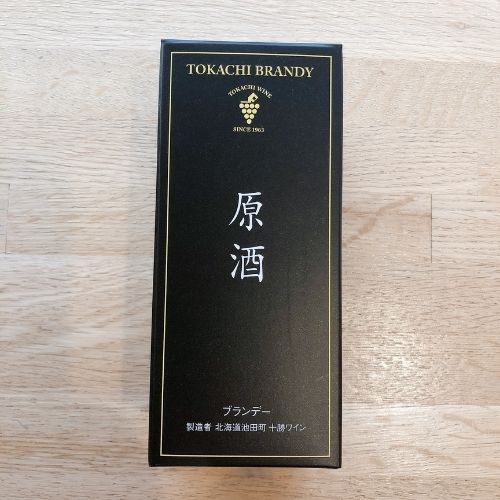 TOKACHI BRANDY
TOKACHI WINE
SINCE 1963
原酒
ブランデー
製造者 北海道池田町 十勝ワイン